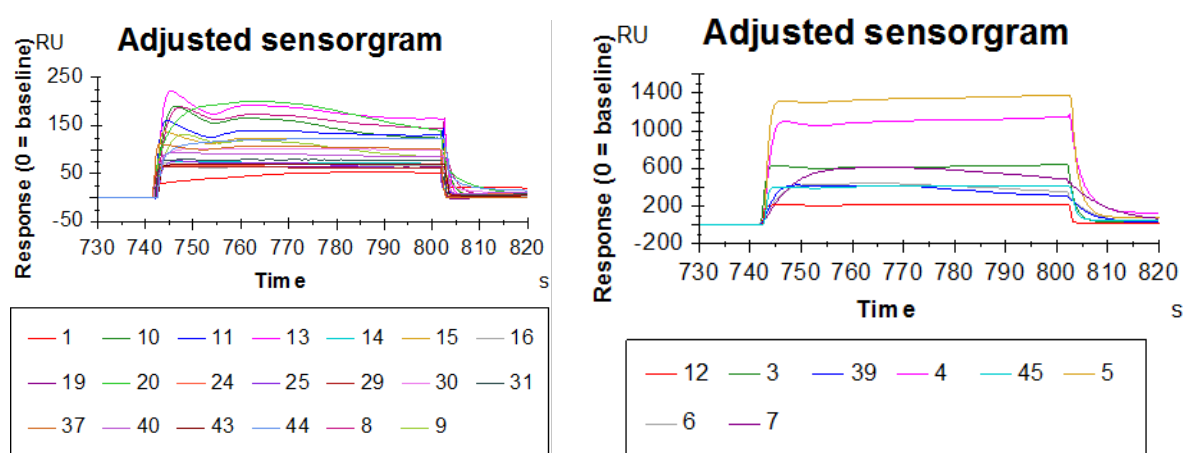 RU Adjusted sensorgram
Response (0 = baseline)
250
150
50
-50
730 740 750 760 770 780 790 800 810 820
Time
s
1 10 11 13 14 15 16
19 20 24 25 29 30 31
37 40 43 44 8 9
RU Adjusted sensorgram
Response (0 = baseline)
1400
1000
600
200
-200
730 740 750 760 770 780 790 800 810 820
Time
s
12 3 39 4 45 5
6 7